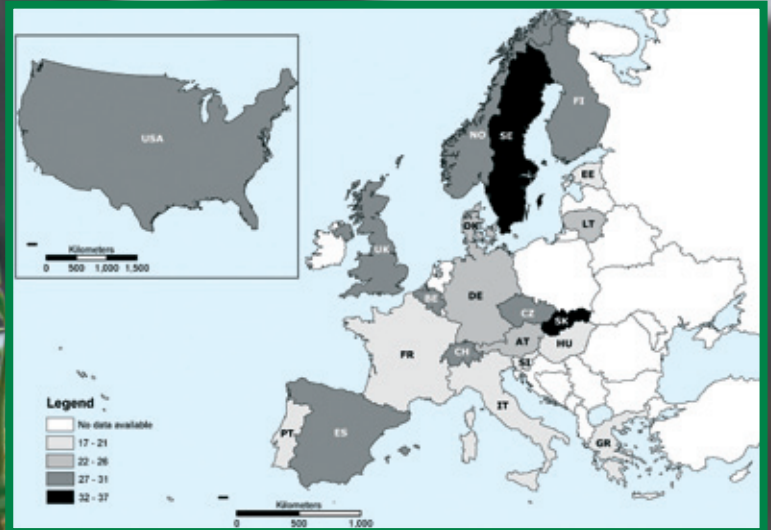 USA
Kilometers
0 500 1,000 1,500
NO
SE
FI
EE
LT
DK
UK
BE
DE
CZ
SK
CH
AT
HU
SI
FR
IT
PT
ES
GR
Legend
No data available
17 - 21
22 - 26
27 - 31
32 - 37
Kilometers
0 500 1,000